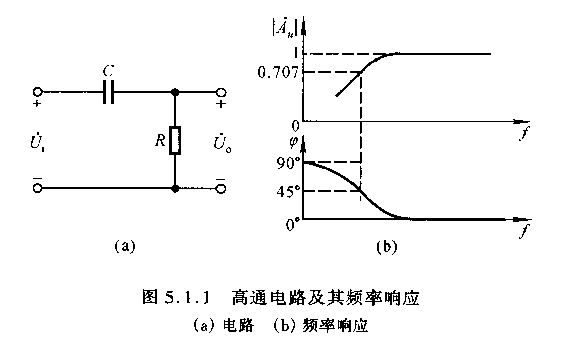 C
+
+
U̇ᵢ
R
U̇ₒ
−
−
(a)
|Ȧᵤ|
1
0.707
0
f
φ
90°
45°
0°
f
(b)
图 5.1.1 高通电路及其频率响应
(a) 电路 (b) 频率响应